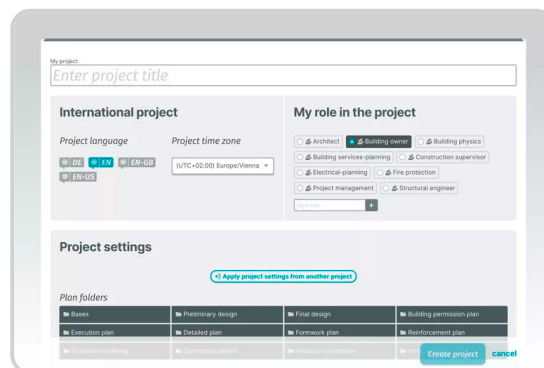 My project:
Enter project title
International project
My role in the project
Project language
Project time zone
DE EN EN-GB
EN-US
(UTC+02:00) Europe/Vienna
Architect Building owner Building physics
Building services-planning Construction supervisor
Electrical-planning Fire protection
Project management Structural engineer
+
Project settings
Apply project settings from another project
Plan folders
Bases Preliminary design Final design Building permission plan
Execution plan Detailed plan Formwork plan Reinforcement plan
Create project cancel